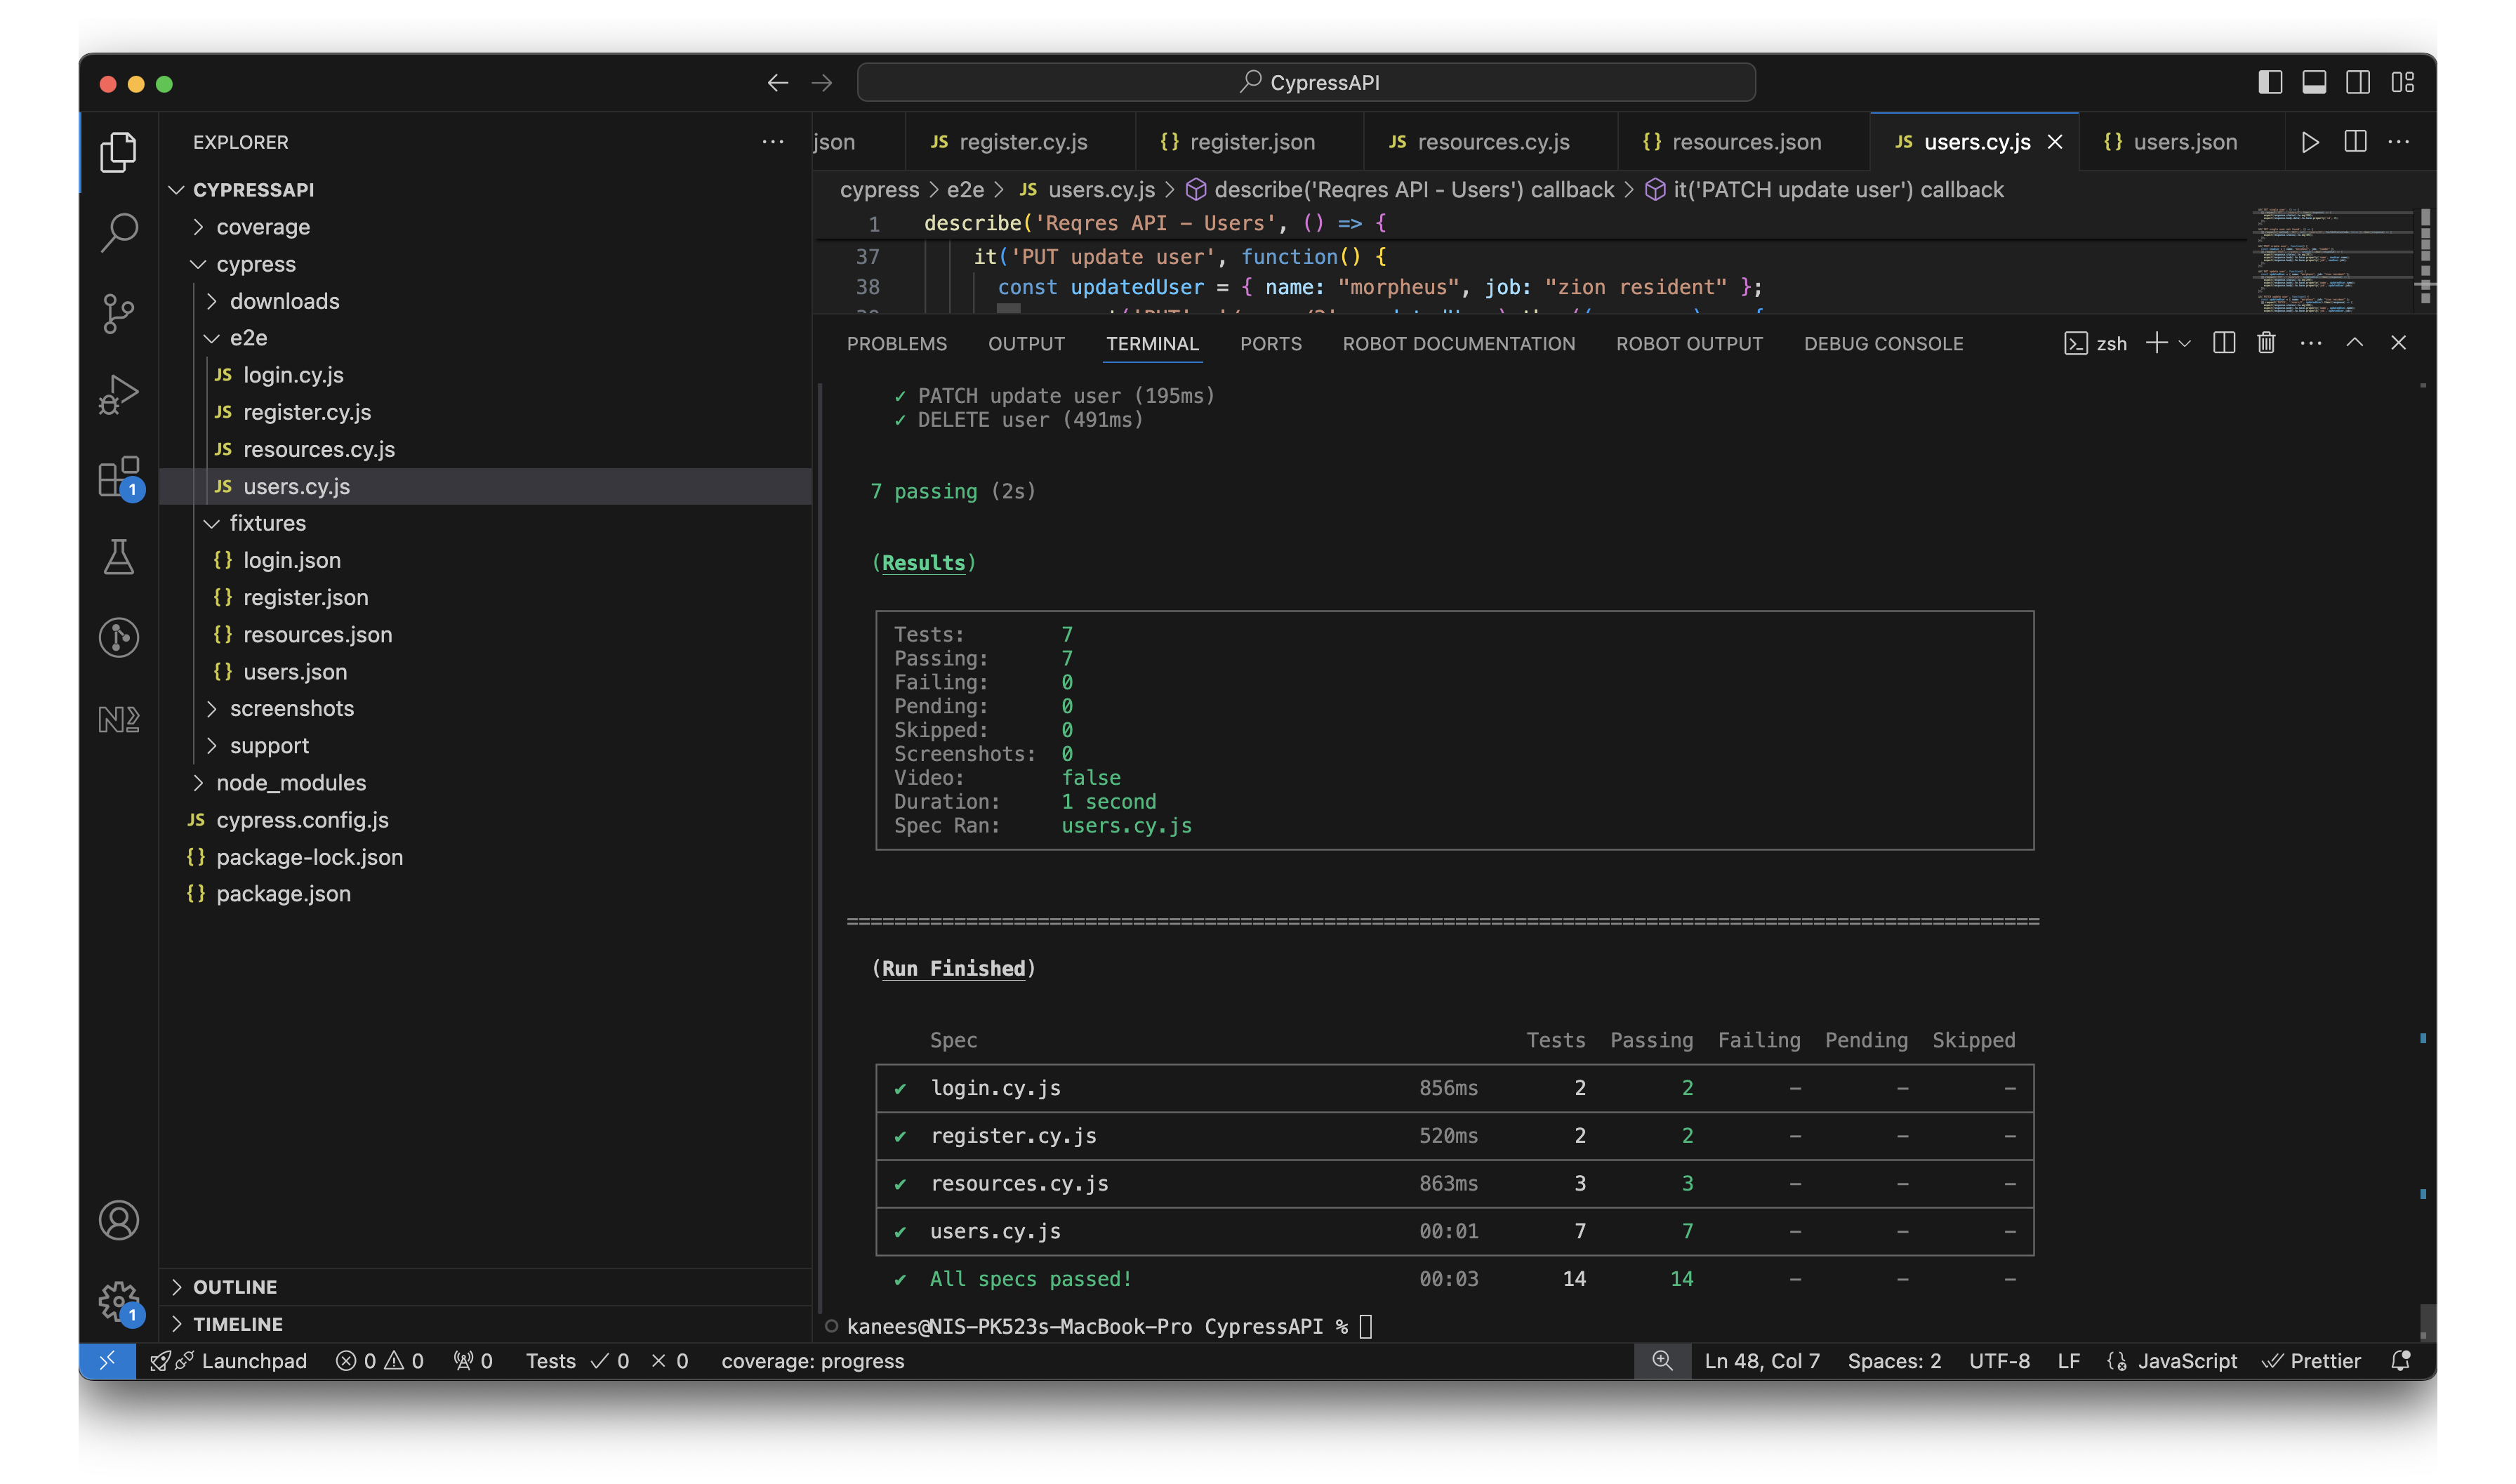 CypressAPI
EXPLORER
CYPRESSAPI
coverage
cypress
downloads
e2e
JS login.cy.js
JS register.cy.js
JS resources.cy.js
JS users.cy.js
fixtures
{} login.json
{} register.json
{} resources.json
{} users.json
screenshots
support
node_modules
JS cypress.config.js
{} package-lock.json
{} package.json
OUTLINE
TIMELINE
1
1
json
JS register.cy.js
{} register.json
JS resources.cy.js
{} resources.json
JS users.cy.js
{} users.json
cypress > e2e > JS users.cy.js > describe('Reqres API - Users') callback > it('PATCH update user') callback
1 describe('Reqres API - Users', () => {
37 it('PUT update user', function() {
38 const updatedUser = { name: "morpheus", job: "zion resident" };
PROBLEMS OUTPUT TERMINAL PORTS ROBOT DOCUMENTATION ROBOT OUTPUT DEBUG CONSOLE zsh
✓ PATCH update user (195ms)
✓ DELETE user (491ms)
7 passing (2s)
(Results)
Tests: 7
Passing: 7
Failing: 0
Pending: 0
Skipped: 0
Screenshots: 0
Video: false
Duration: 1 second
Spec Ran: users.cy.js
(Run Finished)
Spec Tests Passing Failing Pending Skipped
✔ login.cy.js 856ms 2 2 - - -
✔ register.cy.js 520ms 2 2 - - -
✔ resources.cy.js 863ms 3 3 - - -
✔ users.cy.js 00:01 7 7 - - -
✔ All specs passed! 00:03 14 14 - - -
kanees@NIS-PK523s-MacBook-Pro CypressAPI %
Launchpad 0 0 0 Tests ✓ 0 × 0 coverage: progress Ln 48, Col 7 Spaces: 2 UTF-8 LF JavaScript Prettier